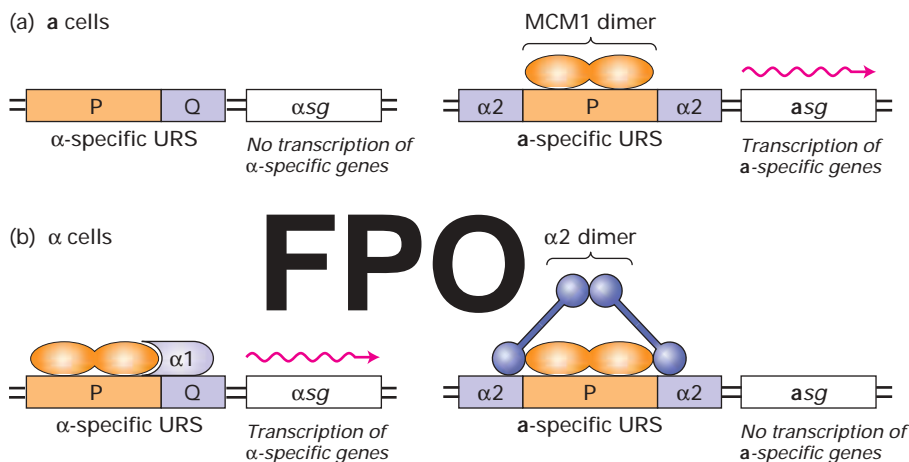 (a) a cells
MCM1 dimer
P Q αsg
α2 P α2 asg
α-specific URS
No transcription of
α-specific genes
a-specific URS
Transcription of
a-specific genes
(b) α cells
FPO
α2 dimer
α1
P Q αsg
α2 P α2 asg
α-specific URS
Transcription of
α-specific genes
a-specific URS
No transcription of
a-specific genes